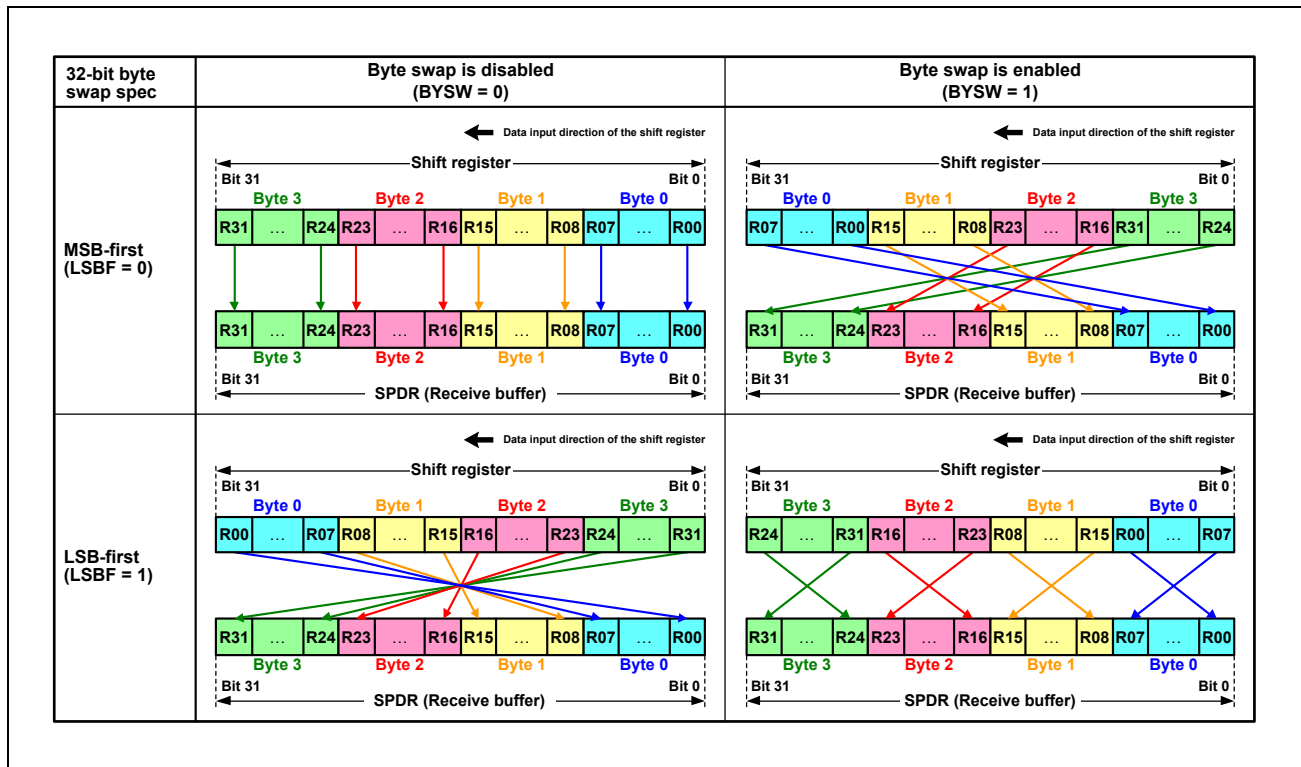 32-bit byte
swap spec
Byte swap is disabled
(BYSW = 0)
Byte swap is enabled
(BYSW = 1)
MSB-first
(LSBF = 0)
Data input direction of the shift register
Shift register
Bit 31 Bit 0
Byte 3 Byte 2 Byte 1 Byte 0
R31 ... R24 R23 ... R16 R15 ... R08 R07 ... R00
R31 ... R24 R23 ... R16 R15 ... R08 R07 ... R00
Byte 3 Byte 2 Byte 1 Byte 0
Bit 31 Bit 0
SPDR (Receive buffer)
Data input direction of the shift register
Shift register
Bit 31 Bit 0
Byte 0 Byte 1 Byte 2 Byte 3
R07 ... R00 R15 ... R08 R23 ... R16 R31 ... R24
R31 ... R24 R23 ... R16 R15 ... R08 R07 ... R00
Byte 3 Byte 2 Byte 1 Byte 0
Bit 31 Bit 0
SPDR (Receive buffer)
LSB-first
(LSBF = 1)
Data input direction of the shift register
Shift register
Bit 31 Bit 0
Byte 0 Byte 1 Byte 2 Byte 3
R00 ... R07 R08 ... R15 R16 ... R23 R24 ... R31
R31 ... R24 R23 ... R16 R15 ... R08 R07 ... R00
Byte 3 Byte 2 Byte 1 Byte 0
Bit 31 Bit 0
SPDR (Receive buffer)
Data input direction of the shift register
Shift register
Bit 31 Bit 0
Byte 3 Byte 2 Byte 1 Byte 0
R24 ... R31 R16 ... R23 R08 ... R15 R00 ... R07
R31 ... R24 R23 ... R16 R15 ... R08 R07 ... R00
Byte 3 Byte 2 Byte 1 Byte 0
Bit 31 Bit 0
SPDR (Receive buffer)